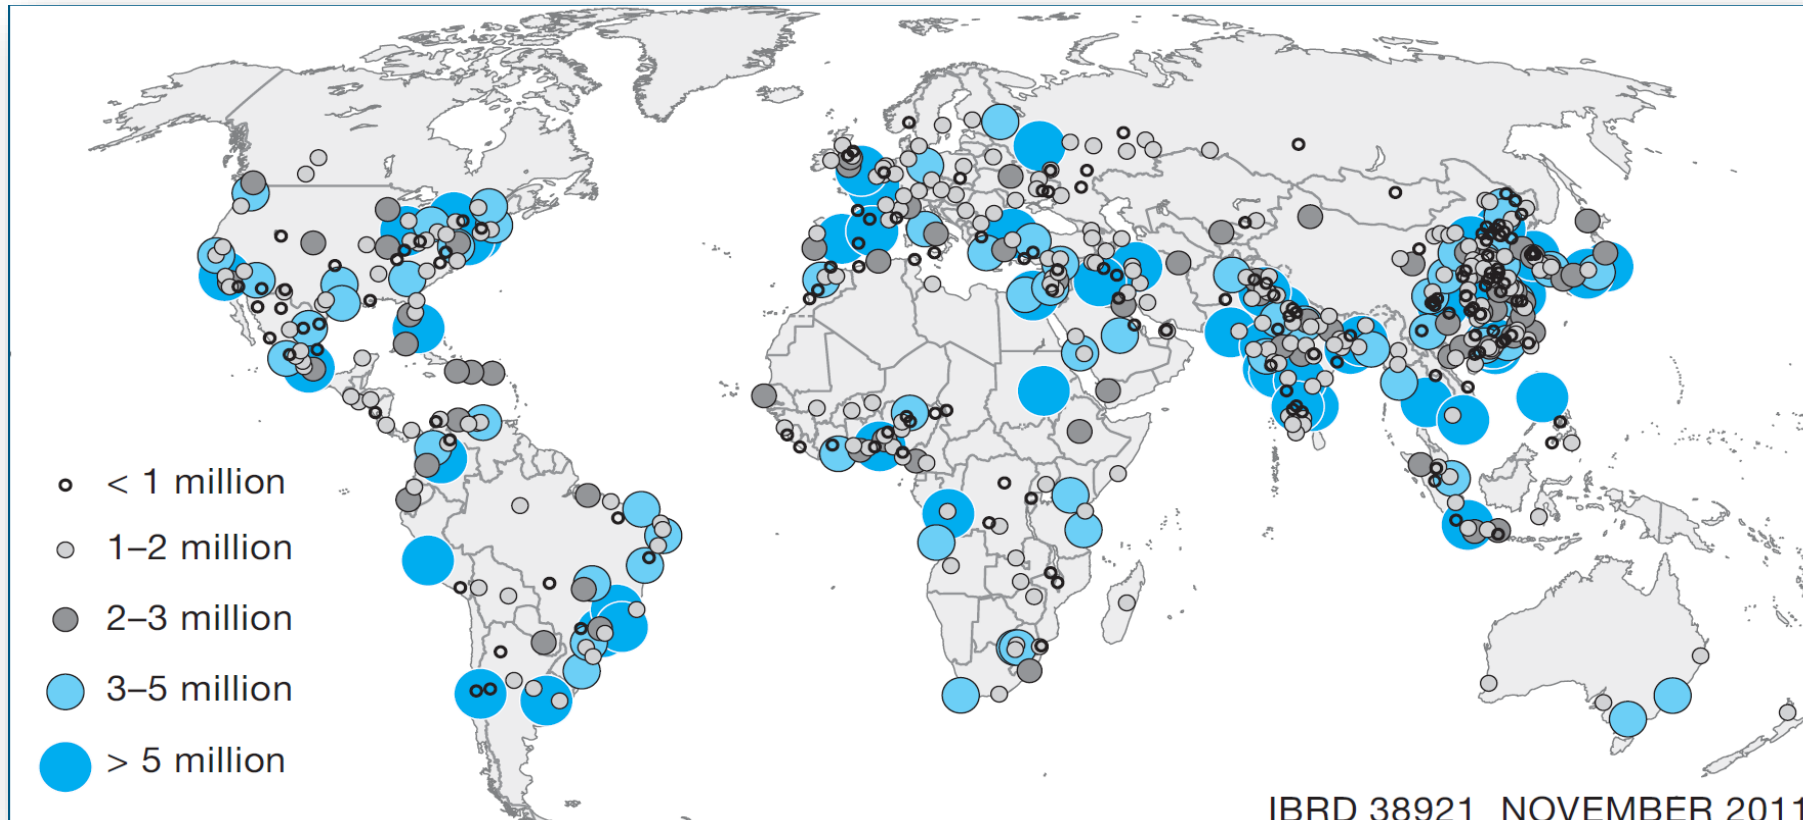 < 1 million
1–2 million
2–3 million
3–5 million
> 5 million
IBRD 38921 NOVEMBER 2011